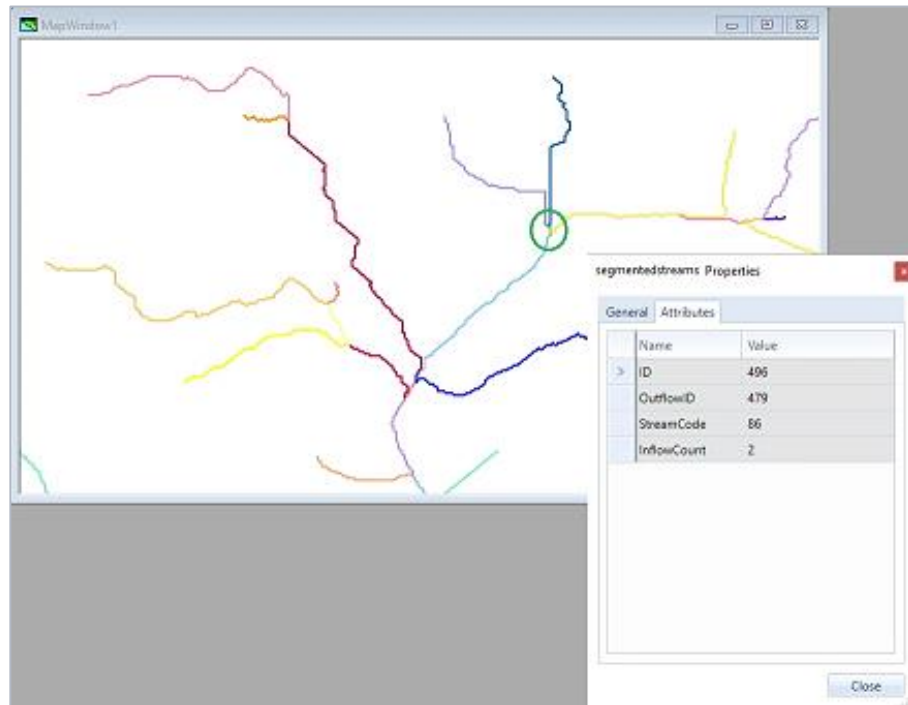 MapWindow1
segmentedstreams Properties
General Attributes
Name Value
ID 496
OutflowID 479
StreamCode 86
InflowCount 2
Close